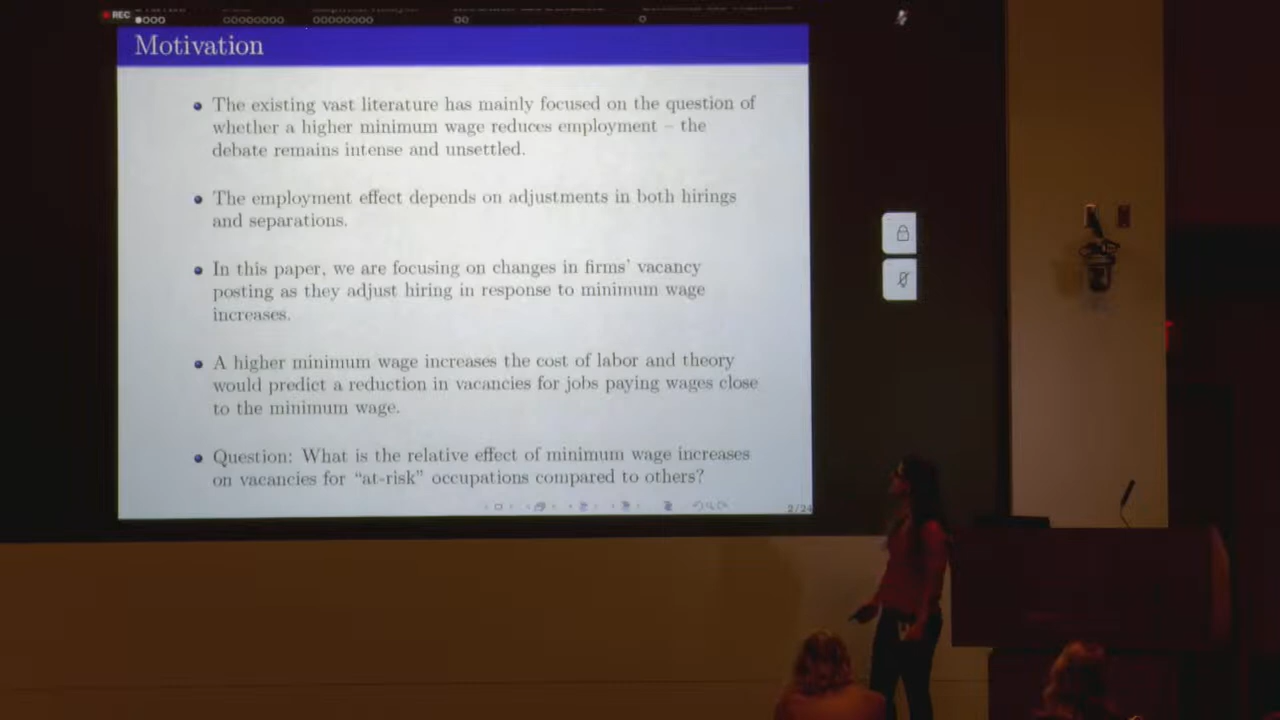 REC
Motivation
The existing vast literature has mainly focused on the question of
whether a higher minimum wage reduces employment – the
debate remains intense and unsettled.
The employment effect depends on adjustments in both hirings
and separations.
In this paper, we are focusing on changes in firms' vacancy
posting as they adjust hiring in response to minimum wage
increases.
A higher minimum wage increases the cost of labor and theory
would predict a reduction in vacancies for jobs paying wages close
to the minimum wage.
Question: What is the relative effect of minimum wage increases
on vacancies for "at-risk" occupations compared to others?
2/24